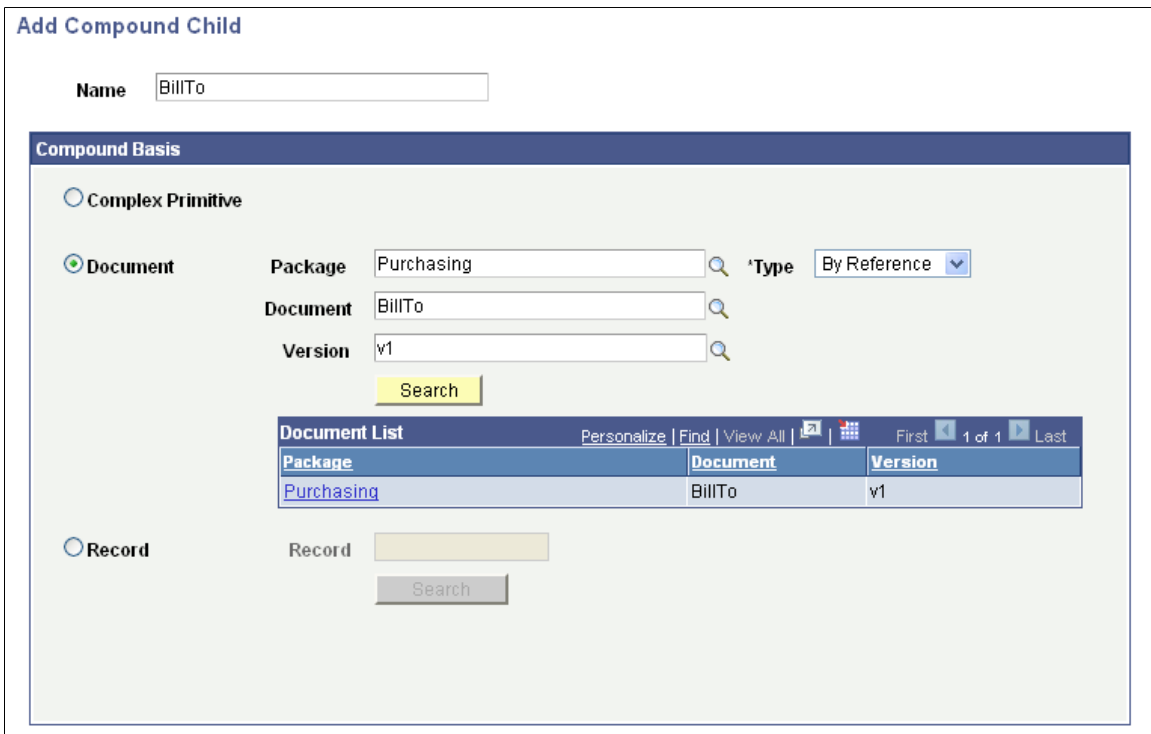 Add Compound Child
Name BillTo
Compound Basis
Complex Primitive
Document Package Purchasing *Type By Reference
Document BillTo
Version v1
Search
Document List Personalize | Find | View All | | First 1 of 1 Last
Package Document Version
Purchasing BillTo v1
Record Record
Search